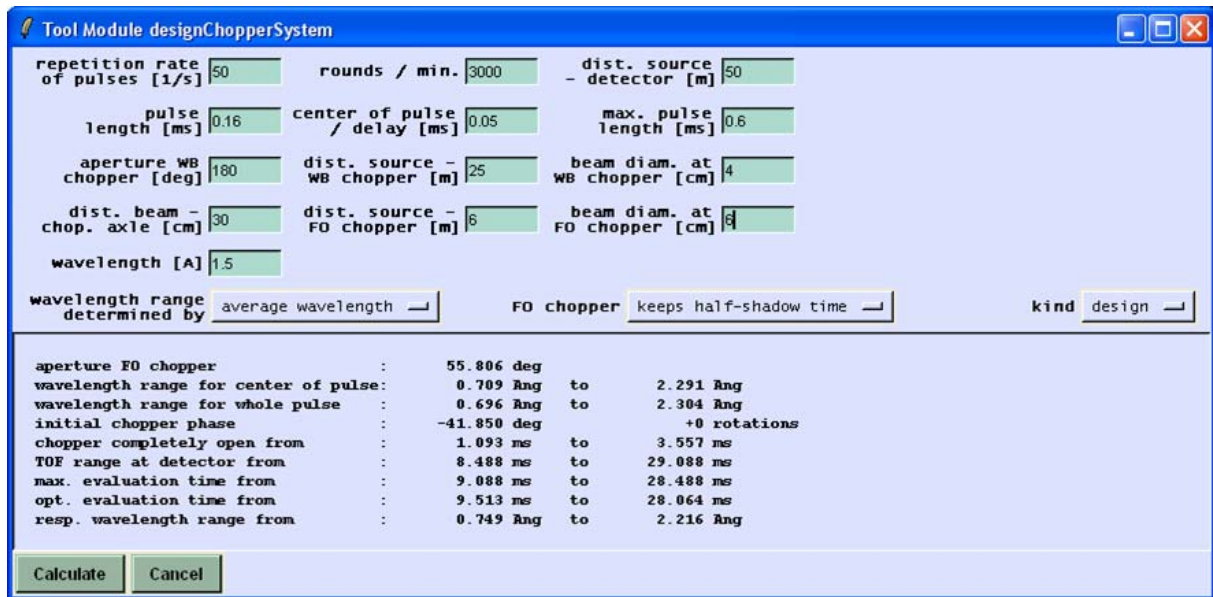 Tool Module designChopperSystem
repetition rate of pulses [1/s] 50 rounds / min. 3000 dist. source - detector [m] 50
pulse length [ms] 0.16 center of pulse / delay [ms] 0.05 max. pulse length [ms] 0.6
aperture WB chopper [deg] 180 dist. source - WB chopper [m] 25 beam diam. at WB chopper [cm] 4
dist. beam - chop. axle [cm] 30 dist. source - FO chopper [m] 6 beam diam. at FO chopper [cm] 6
wavelength [A] 1.5
wavelength range determined by average wavelength FO chopper keeps half-shadow time kind design
aperture FO chopper : 55.806 deg
wavelength range for center of pulse: 0.709 Ang to 2.291 Ang
wavelength range for whole pulse : 0.696 Ang to 2.304 Ang
initial chopper phase : -41.850 deg +0 rotations
chopper completely open from : 1.093 ms to 3.557 ms
TOF range at detector from : 8.488 ms to 29.088 ms
max. evaluation time from : 9.088 ms to 28.488 ms
opt. evaluation time from : 9.513 ms to 28.064 ms
resp. wavelength range from : 0.749 Ang to 2.216 Ang
Calculate Cancel